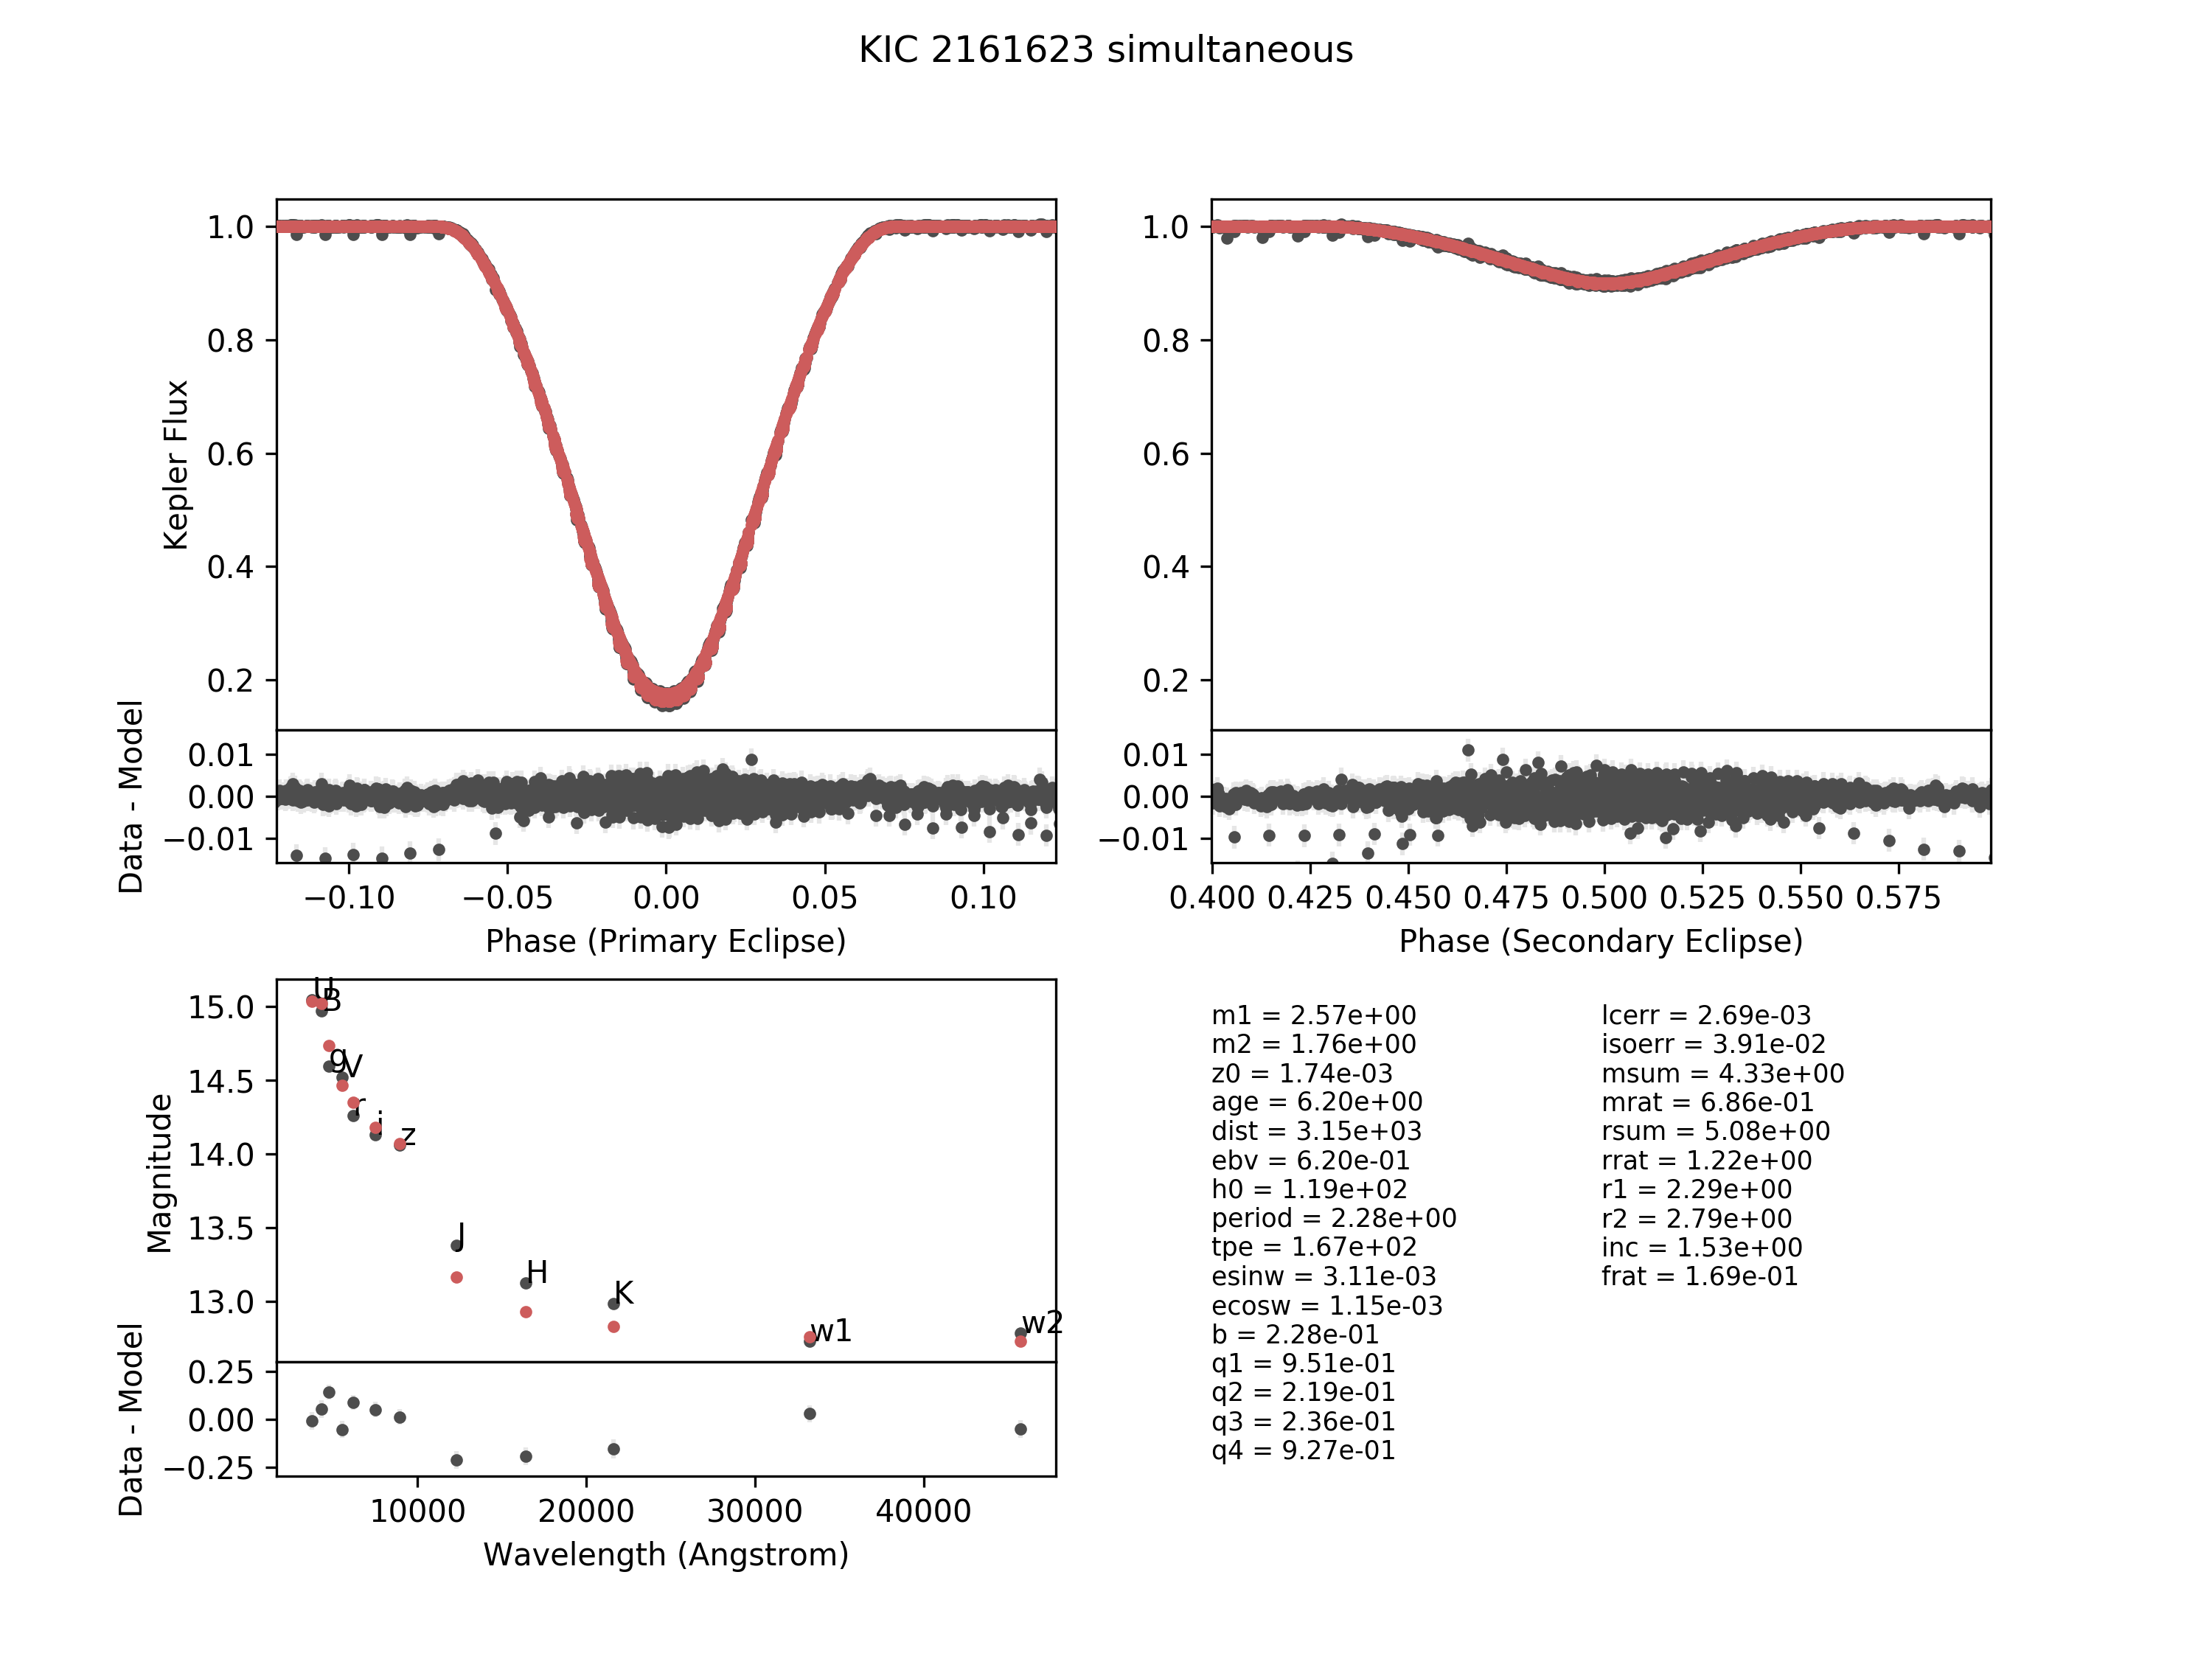 KIC 2161623 simultaneous
1.0
0.8
0.6
0.4
0.2
Kepler Flux
0.01
0.00
−0.01
Data - Model
−0.10 −0.05 0.00 0.05 0.10
Phase (Primary Eclipse)
1.0
0.8
0.6
0.4
0.2
0.01
0.00
−0.01
0.400 0.425 0.450 0.475 0.500 0.525 0.550 0.575
Phase (Secondary Eclipse)
15.0
14.5
14.0
13.5
13.0
Magnitude
U
B
g
V
r
i
z
J
H
K
w1
w2
0.25
0.00
−0.25
Data - Model
10000 20000 30000 40000
Wavelength (Angstrom)
m1 = 2.57e+00
m2 = 1.76e+00
z0 = 1.74e-03
age = 6.20e+00
dist = 3.15e+03
ebv = 6.20e-01
h0 = 1.19e+02
period = 2.28e+00
tpe = 1.67e+02
esinw = 3.11e-03
ecosw = 1.15e-03
b = 2.28e-01
q1 = 9.51e-01
q2 = 2.19e-01
q3 = 2.36e-01
q4 = 9.27e-01
lcerr = 2.69e-03
isoerr = 3.91e-02
msum = 4.33e+00
mrat = 6.86e-01
rsum = 5.08e+00
rrat = 1.22e+00
r1 = 2.29e+00
r2 = 2.79e+00
inc = 1.53e+00
frat = 1.69e-01